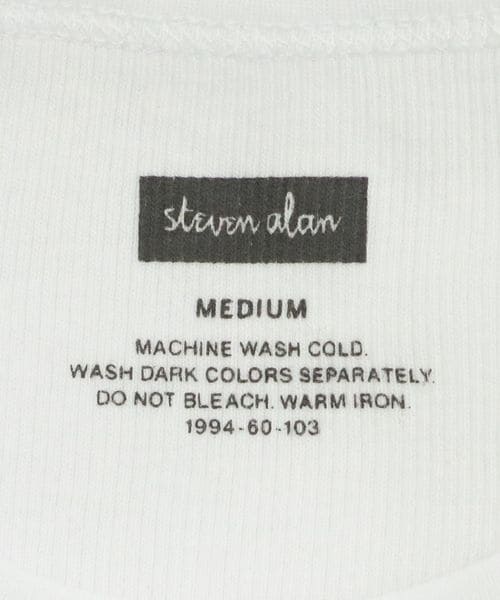 steven alan
MEDIUM
MACHINE WASH COLD.
WASH DARK COLORS SEPARATELY.
DO NOT BLEACH. WARM IRON.
1994-60-103